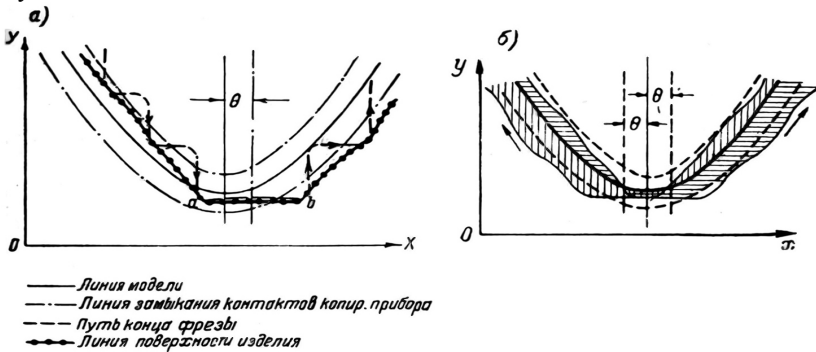 а)
У
θ
a
b
0
X
б)
y
θ
θ
0
x
Линия модели
Линия замыкания контактов копир. прибора
Путь конца фрезы
Линия поверхности изделия